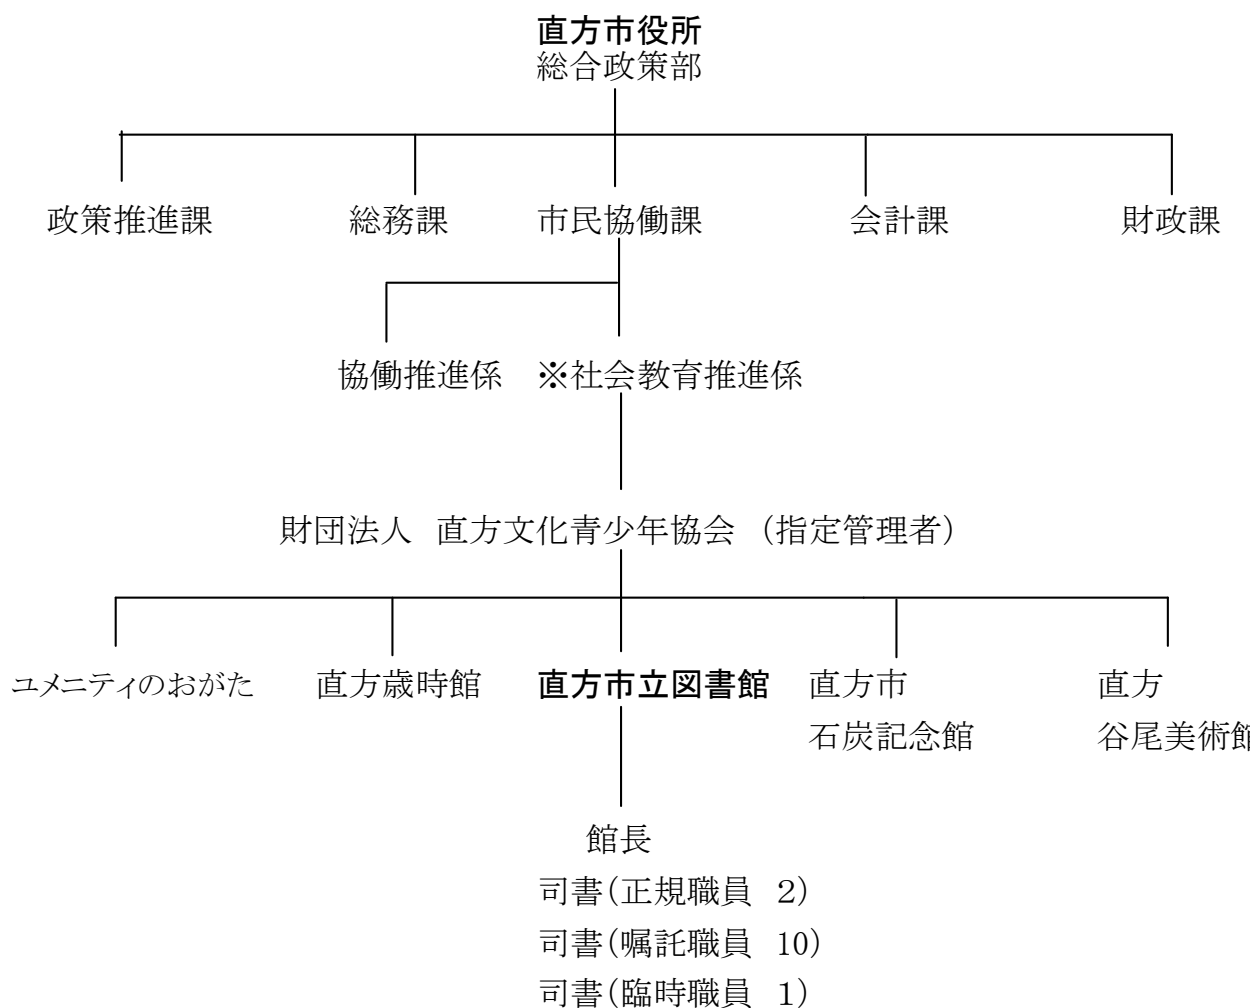 直方市役所
総合政策部
政策推進課 総務課 市民協働課 会計課 財政課
協働推進係 ※社会教育推進係
財団法人 直方文化青少年協会 (指定管理者)
ユメニティのおがた 直方歳時館 直方市立図書館 直方市 直方
石炭記念館 谷尾美術館
館長
司書(正規職員 2)
司書(嘱託職員 10)
司書(臨時職員 1)